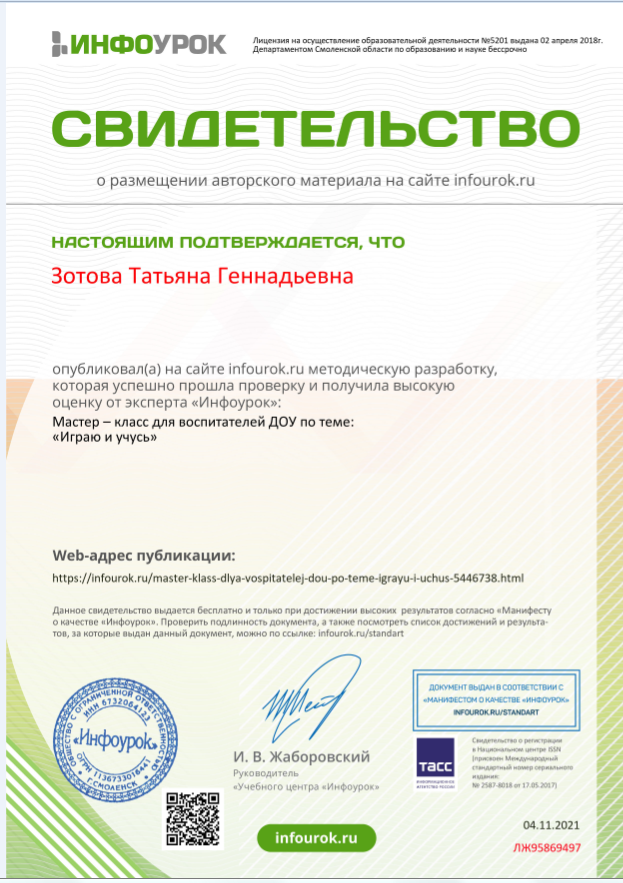 ИНФОУРОК
Лицензия на осуществление образовательной деятельности №5201 выдана 02 апреля 2018г.
Департаментом Смоленской области по образованию и науке бессрочно
СВИДЕТЕЛЬСТВО
о размещении авторского материала на сайте infourok.ru
НАСТОЯЩИМ ПОДТВЕРЖДАЕТСЯ, ЧТО
Зотова Татьяна Геннадьевна
опубликовал(а) на сайте infourok.ru методическую разработку,
которая успешно прошла проверку и получила высокую
оценку от эксперта «Инфоурок»:
Мастер – класс для воспитателей ДОУ по теме:
«Играю и учусь»
Web-адрес публикации:
https://infourok.ru/master-klass-dlya-vospitatelej-dou-po-teme-igrayu-i-uchus-5446738.html
Данное свидетельство выдается бесплатно и только при достижении высоких результатов согласно «Манифесту
о качестве «Инфоурок». Проверить подлинность документа, а также посмотреть список достижений и результа-
тов, за которые выдан данный документ, можно по ссылке: infourok.ru/standart
ОБЩЕСТВО С ОГРАНИЧЕННОЙ ОТВЕТСТВЕННОСТЬЮ
ИНН 6732064123
«Инфоурок»
ОГРН 1136733016441
Г.СМОЛЕНСК
И. В. Жаборовский
Руководитель
«Учебного центра «Инфоурок»
ДОКУМЕНТ ВЫДАН В СООТВЕТСТВИИ С
«МАНИФЕСТОМ О КАЧЕСТВЕ «ИНФОУРОК»
INFOUROK.RU/STANDART
ТАСС
ИНФОРМАЦИОННОЕ
АГЕНТСТВО РОССИИ
Свидетельство о регистрации
в Национальном центре ISSN
(присвоен Международный
стандартный номер сериального
издания:
№ 2587-8018 от 17.05.2017)
infourok.ru
04.11.2021
ЛЖ95869497